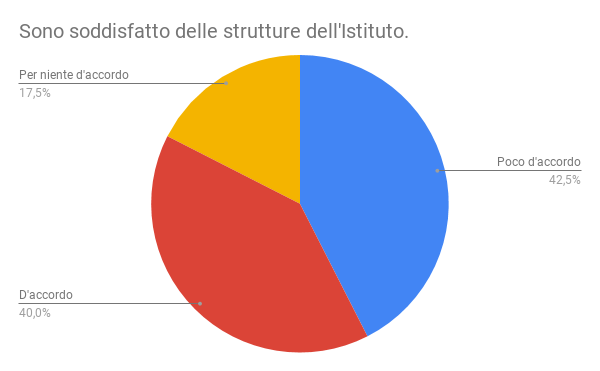 Sono soddisfatto delle strutture dell'Istituto.
Per niente d'accordo
17,5%
Poco d'accordo
42,5%
D'accordo
40,0%